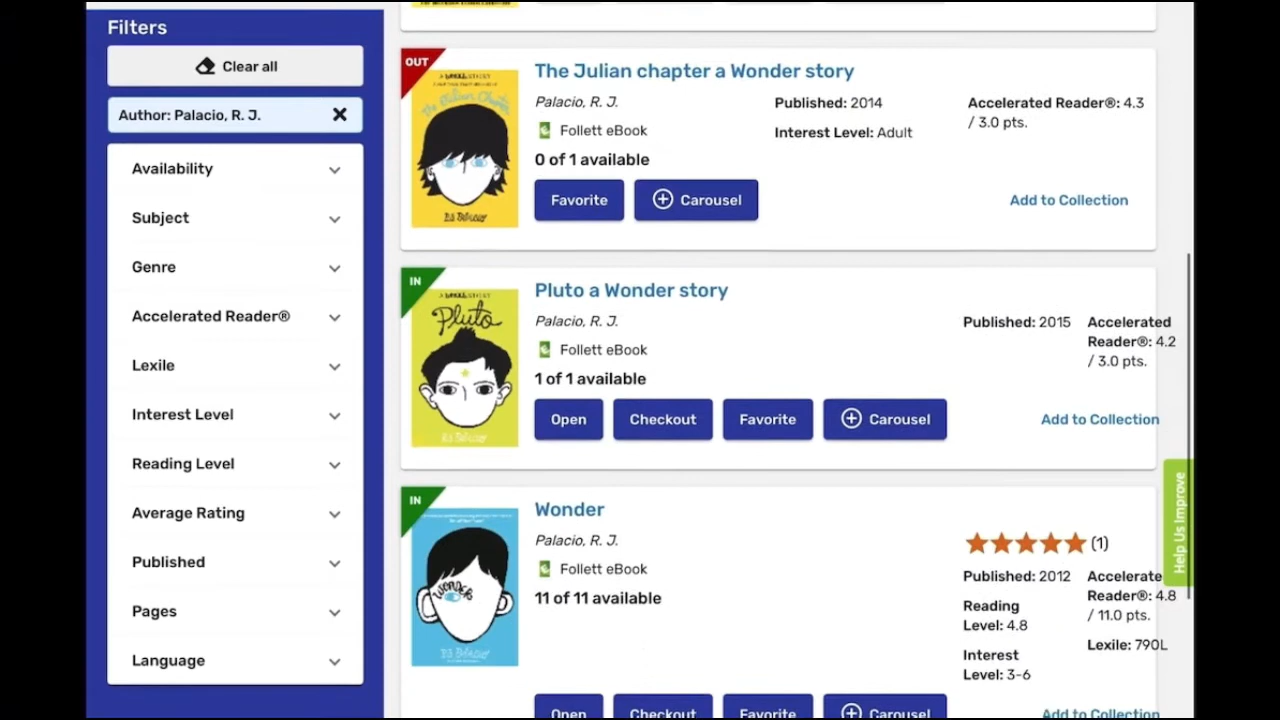 Filters
Clear all
Author: Palacio, R. J.
Availability
Subject
Genre
Accelerated Reader®
Lexile
Interest Level
Reading Level
Average Rating
Published
Pages
Language
OUT
The Julian Chapter
The Julian chapter a Wonder story
Palacio, R. J.
Follett eBook
0 of 1 available
Published: 2014
Interest Level: Adult
Accelerated Reader®: 4.3
/ 3.0 pts.
Favorite
Carousel
Add to Collection
IN
Pluto
Pluto a Wonder story
Palacio, R. J.
Follett eBook
1 of 1 available
Published: 2015
Accelerated
Reader®: 4.2
/ 3.0 pts.
Open
Checkout
Favorite
Carousel
Add to Collection
IN
WONDER
Wonder
Palacio, R. J.
Follett eBook
11 of 11 available
(1)
Published: 2012
Reading
Level: 4.8
Interest
Level: 3-6
Accelerate
Reader®: 4.8
/ 11.0 pts.
Lexile: 790L
Open
Checkout
Favorite
Carousel
Add to Collection
Help Us Improve